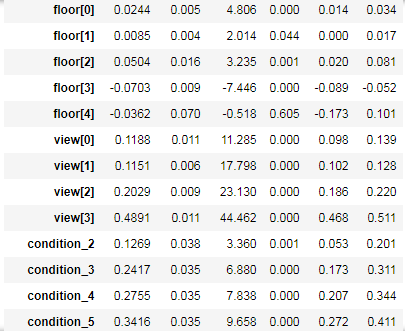 floor[0] 0.0244 0.005 4.806 0.000 0.014 0.034
floor[1] 0.0085 0.004 2.014 0.044 0.000 0.017
floor[2] 0.0504 0.016 3.235 0.001 0.020 0.081
floor[3] -0.0703 0.009 -7.446 0.000 -0.089 -0.052
floor[4] -0.0362 0.070 -0.518 0.605 -0.173 0.101
view[0] 0.1188 0.011 11.285 0.000 0.098 0.139
view[1] 0.1151 0.006 17.798 0.000 0.102 0.128
view[2] 0.2029 0.009 23.130 0.000 0.186 0.220
view[3] 0.4891 0.011 44.462 0.000 0.468 0.511
condition_2 0.1269 0.038 3.360 0.001 0.053 0.201
condition_3 0.2417 0.035 6.880 0.000 0.173 0.311
condition_4 0.2755 0.035 7.838 0.000 0.207 0.344
condition_5 0.3416 0.035 9.658 0.000 0.272 0.411